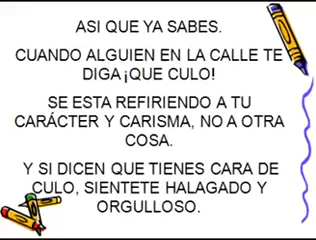 ASI QUE YA SABES.
CUANDO ALGUIEN EN LA CALLE TE
DIGA ¡QUE CULO!
SE ESTA REFIRIENDO A TU
CARÁCTER Y CARISMA, NO A OTRA
COSA.
Y SI DICEN QUE TIENES CARA DE
CULO, SIENTETE HALAGADO Y
ORGULLOSO.